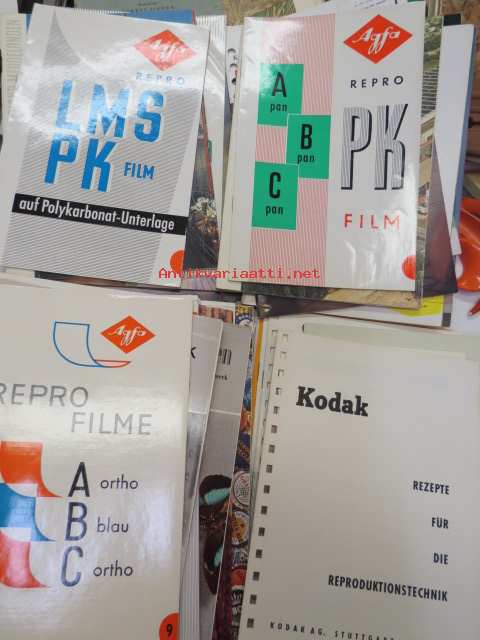 Agfa
REPRO
LMS
PK FILM
auf Polykarbonat-Unterlage
Agfa
REPRO
A
pan
B
pan
C
pan
PK
FILM
Antikvariaatti.net
Agfa
REPRO
FILME
A ortho
B blau
C ortho
9
Kodak
REZEPTE
FÜR
DIE
REPRODUKTIONSTECHNIK
KODAK AG. STUTTGART